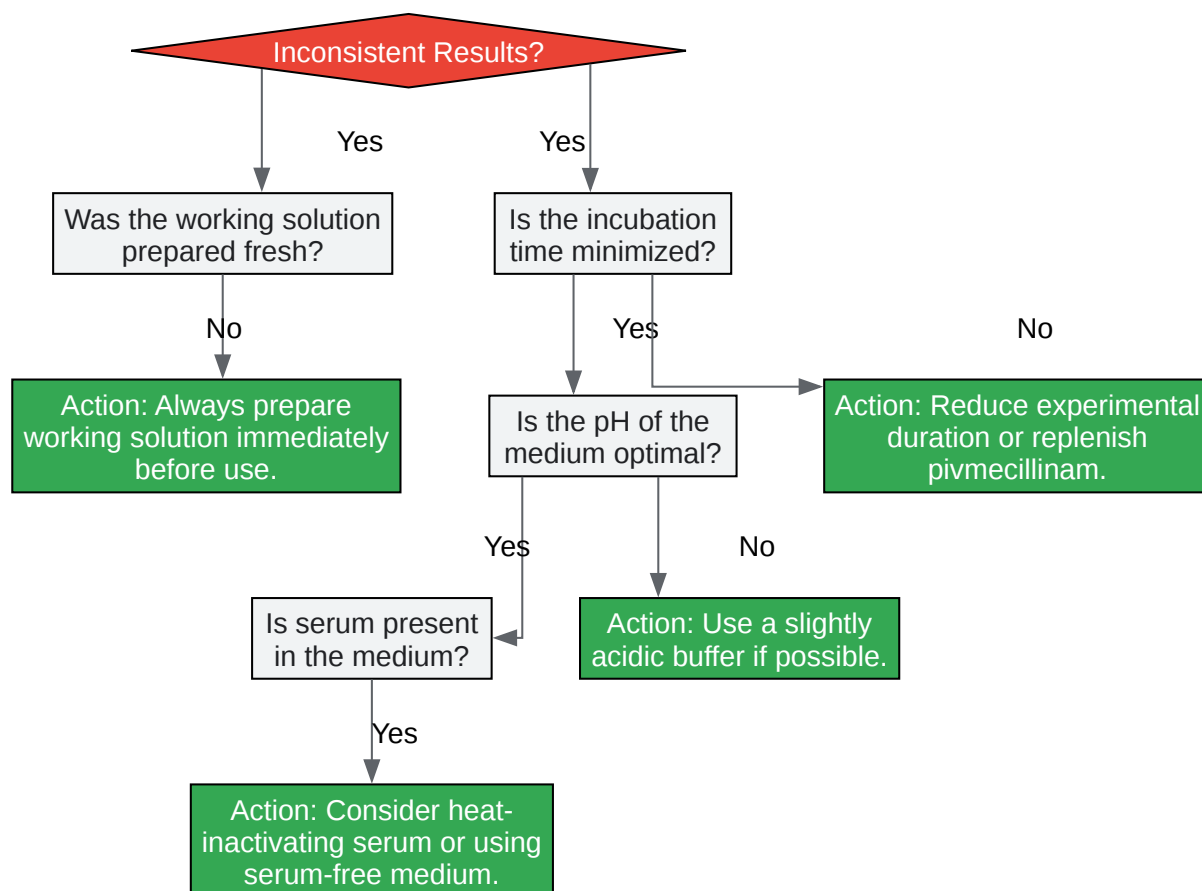 Inconsistent Results?
Yes
Yes
Was the working solution
prepared fresh?
Is the incubation
time minimized?
No
Yes
No
Action: Always prepare
working solution immediately
before use.
Is the pH of the
medium optimal?
Action: Reduce experimental
duration or replenish
pivmecillinam.
Yes
No
Is serum present
in the medium?
Action: Use a slightly
acidic buffer if possible.
Yes
Action: Consider heat-
inactivating serum or using
serum-free medium.